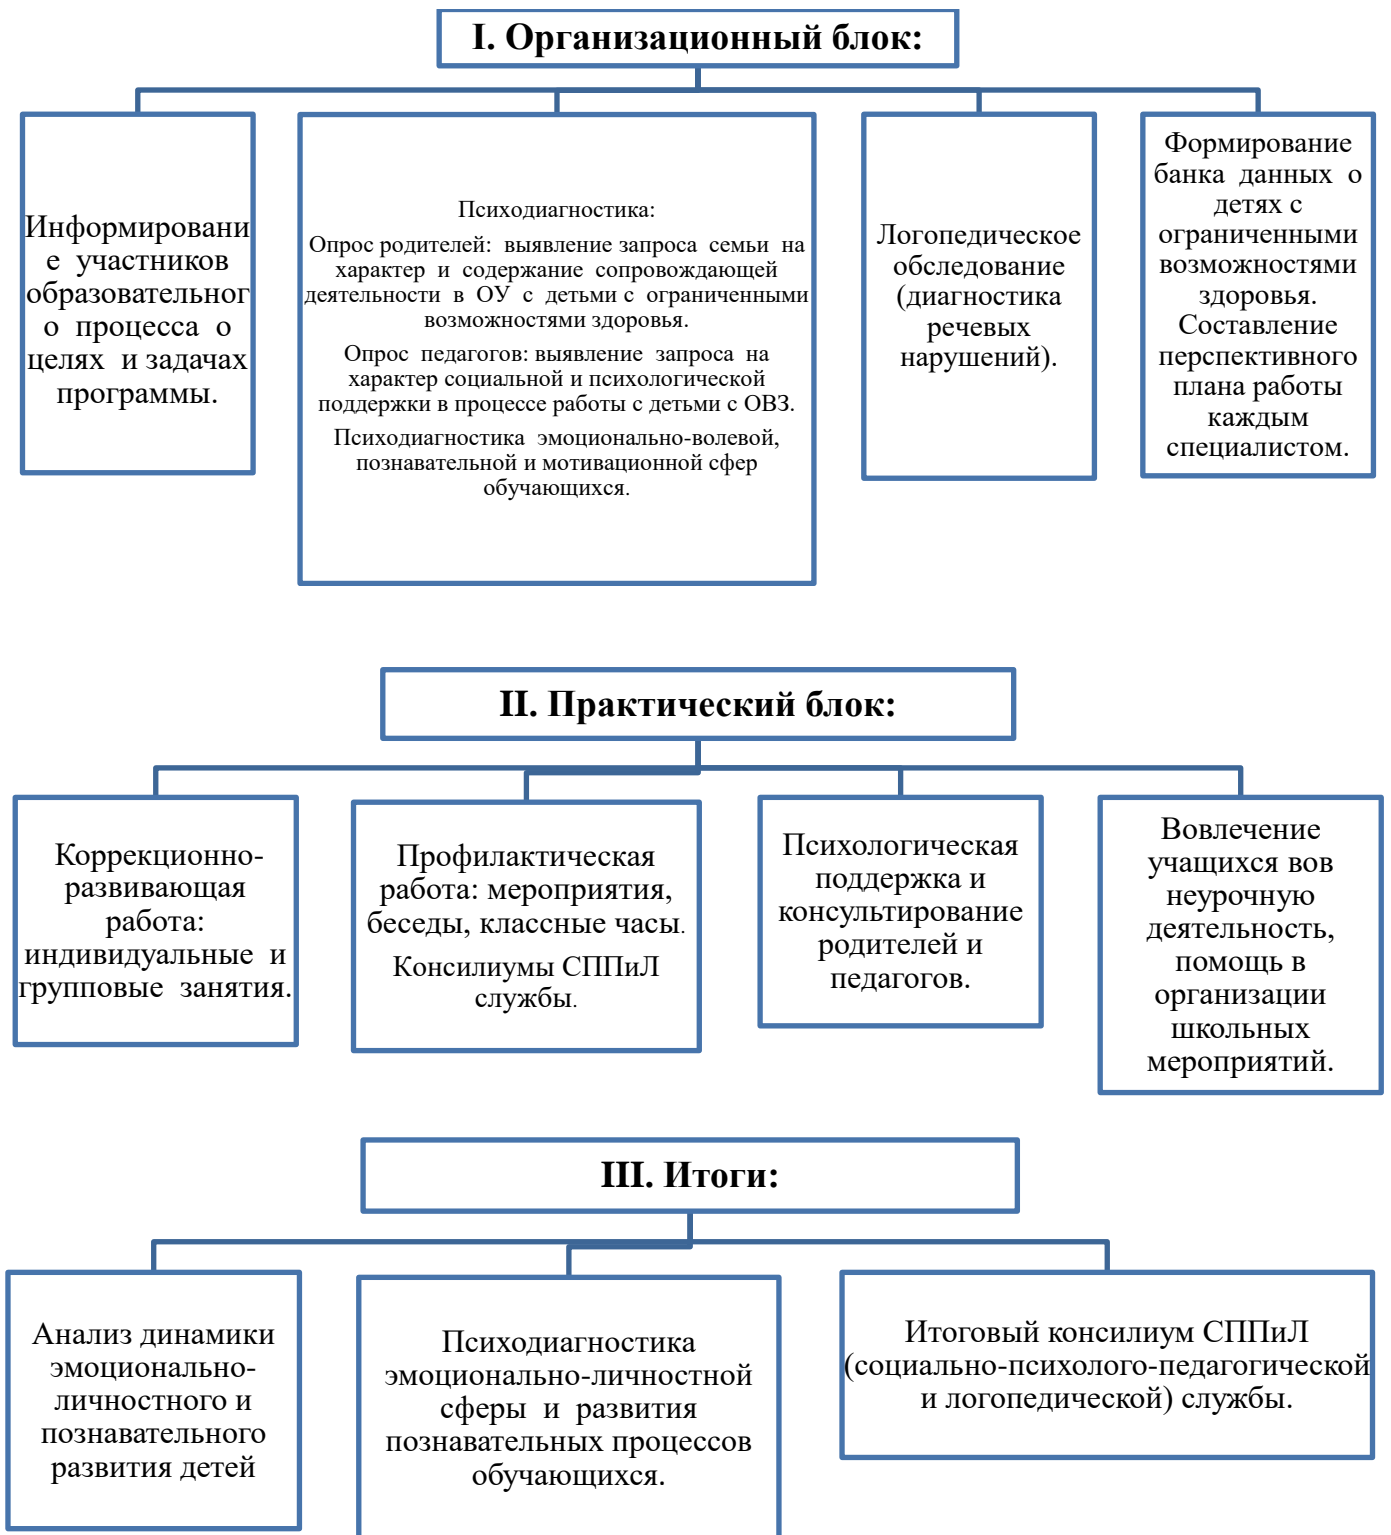 I. Организационный блок:
Информировани
е участников
образовательног
о процесса о
целях и задачах
программы.
Психодиагностика:
Опрос родителей: выявление запроса семьи на
характер и содержание сопровождающей
деятельности в ОУ с детьми с ограниченными
возможностями здоровья.
Опрос педагогов: выявление запроса на
характер социальной и психологической
поддержки в процессе работы с детьми с ОВЗ.
Психодиагностика эмоционально-волевой,
познавательной и мотивационной сфер
обучающихся.
Логопедическое
обследование
(диагностика
речевых
нарушений).
Формирование
банка данных о
детях с
ограниченными
возможностями
здоровья.
Составление
перспективного
плана работы
каждым
специалистом.
II. Практический блок:
Коррекционно-
развивающая
работа:
индивидуальные и
групповые занятия.
Профилактическая
работа: мероприятия,
беседы, классные часы.
Консилиумы СППиЛ
службы.
Психологическая
поддержка и
консультирование
родителей и
педагогов.
Вовлечение
учащихся вов
неурочную
деятельность,
помощь в
организации
школьных
мероприятий.
III. Итоги:
Анализ динамики
эмоционально-
личностного и
познавательного
развития детей
Психодиагностика
эмоционально-личностной
сферы и развития
познавательных процессов
обучающихся.
Итоговый консилиум СППиЛ
(социально-психолого-педагогической
и логопедической) службы.